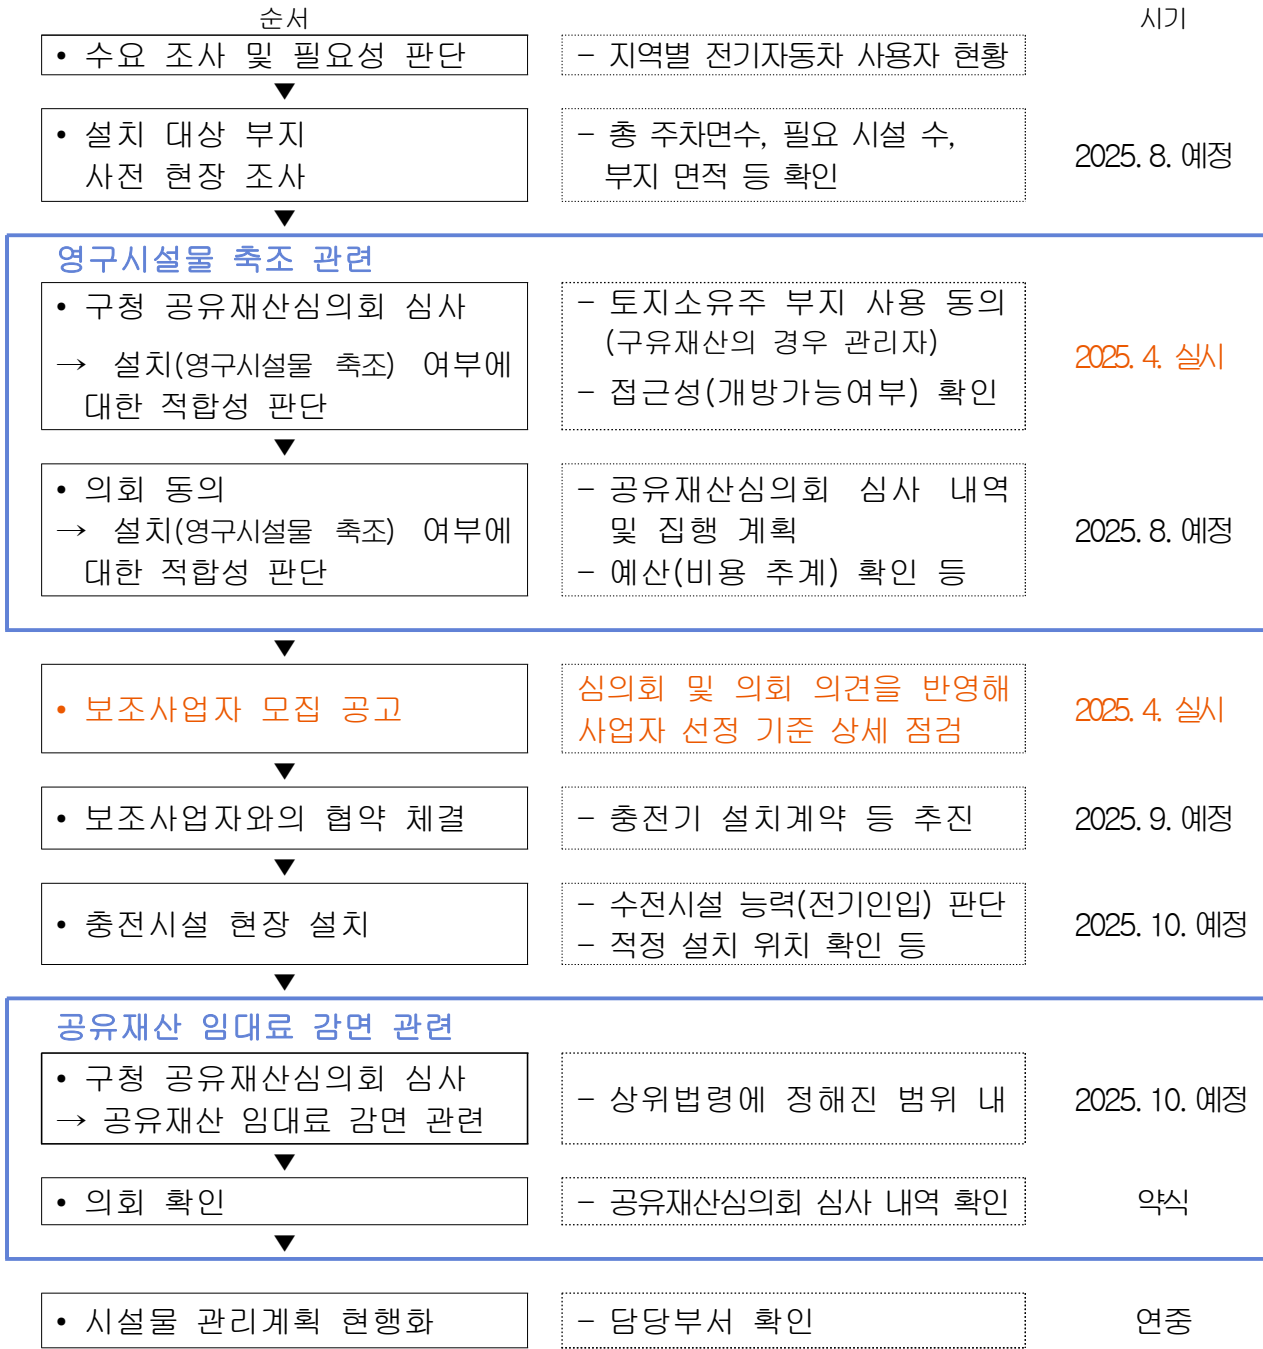 순서 시기
• 수요 조사 및 필요성 판단 – 지역별 전기자동차 사용자 현황
▼
• 설치 대상 부지
사전 현장 조사
– 총 주차면수, 필요 시설 수,
부지 면적 등 확인
2025. 8. 예정
▼
영구시설물 축조 관련
• 구청 공유재산심의회 심사
→ 설치(영구시설물 축조) 여부에
대한 적합성 판단
– 토지소유주 부지 사용 동의
(구유재산의 경우 관리자)
– 접근성(개방가능여부) 확인
2025. 4. 실시
▼
• 의회 동의
→ 설치(영구시설물 축조) 여부에
대한 적합성 판단
– 공유재산심의회 심사 내역
및 집행 계획
– 예산(비용 추계) 확인 등
2025. 8. 예정
▼
• 보조사업자 모집 공고
심의회 및 의회 의견을 반영해
사업자 선정 기준 상세 점검
2025. 4. 실시
▼
• 보조사업자와의 협약 체결 – 충전기 설치계약 등 추진 2025. 9. 예정
▼
• 충전시설 현장 설치
– 수전시설 능력(전기인입) 판단
– 적정 설치 위치 확인 등
2025. 10. 예정
▼
공유재산 임대료 감면 관련
• 구청 공유재산심의회 심사
→ 공유재산 임대료 감면 관련
– 상위법령에 정해진 범위 내
2025. 10. 예정
▼
• 의회 확인 – 공유재산심의회 심사 내역 확인 약식
▼
• 시설물 관리계획 현행화 – 담당부서 확인 연중